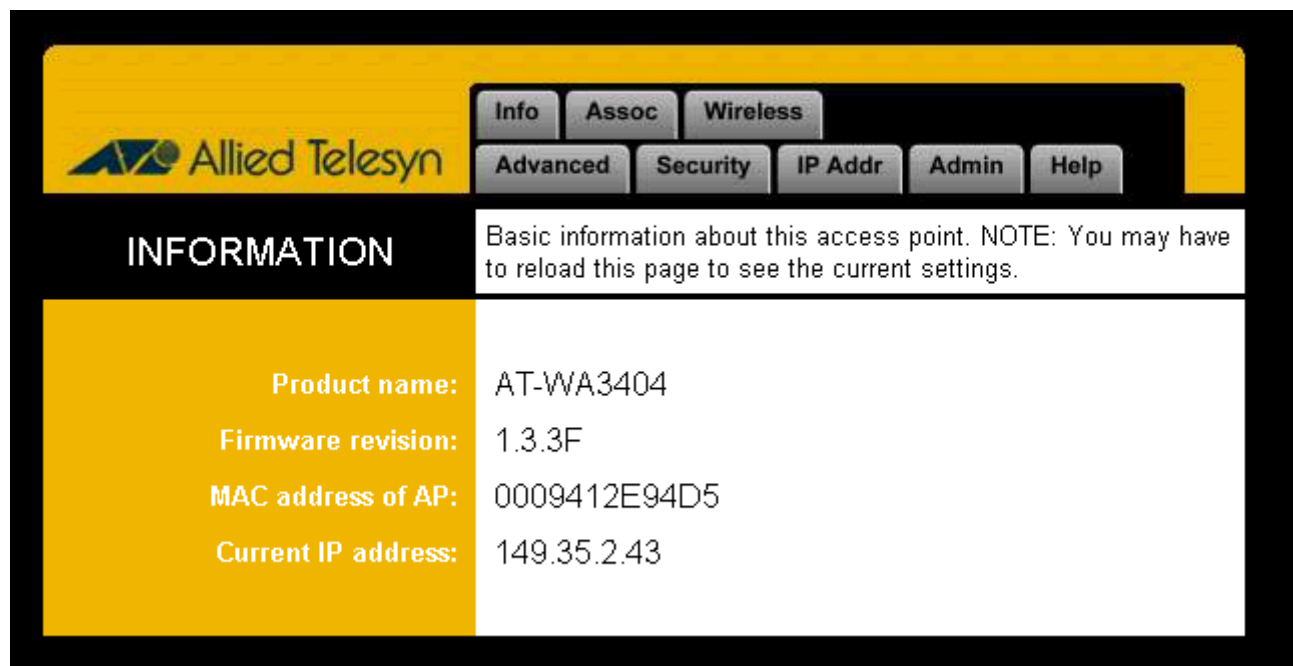 Info Assoc Wireless
Allied Telesyn
Advanced Security IP Addr Admin Help
INFORMATION
Basic information about this access point. NOTE: You may have
to reload this page to see the current settings.
Product name: AT-WA3404
Firmware revision: 1.3.3F
MAC address of AP: 0009412E94D5
Current IP address: 149.35.2.43